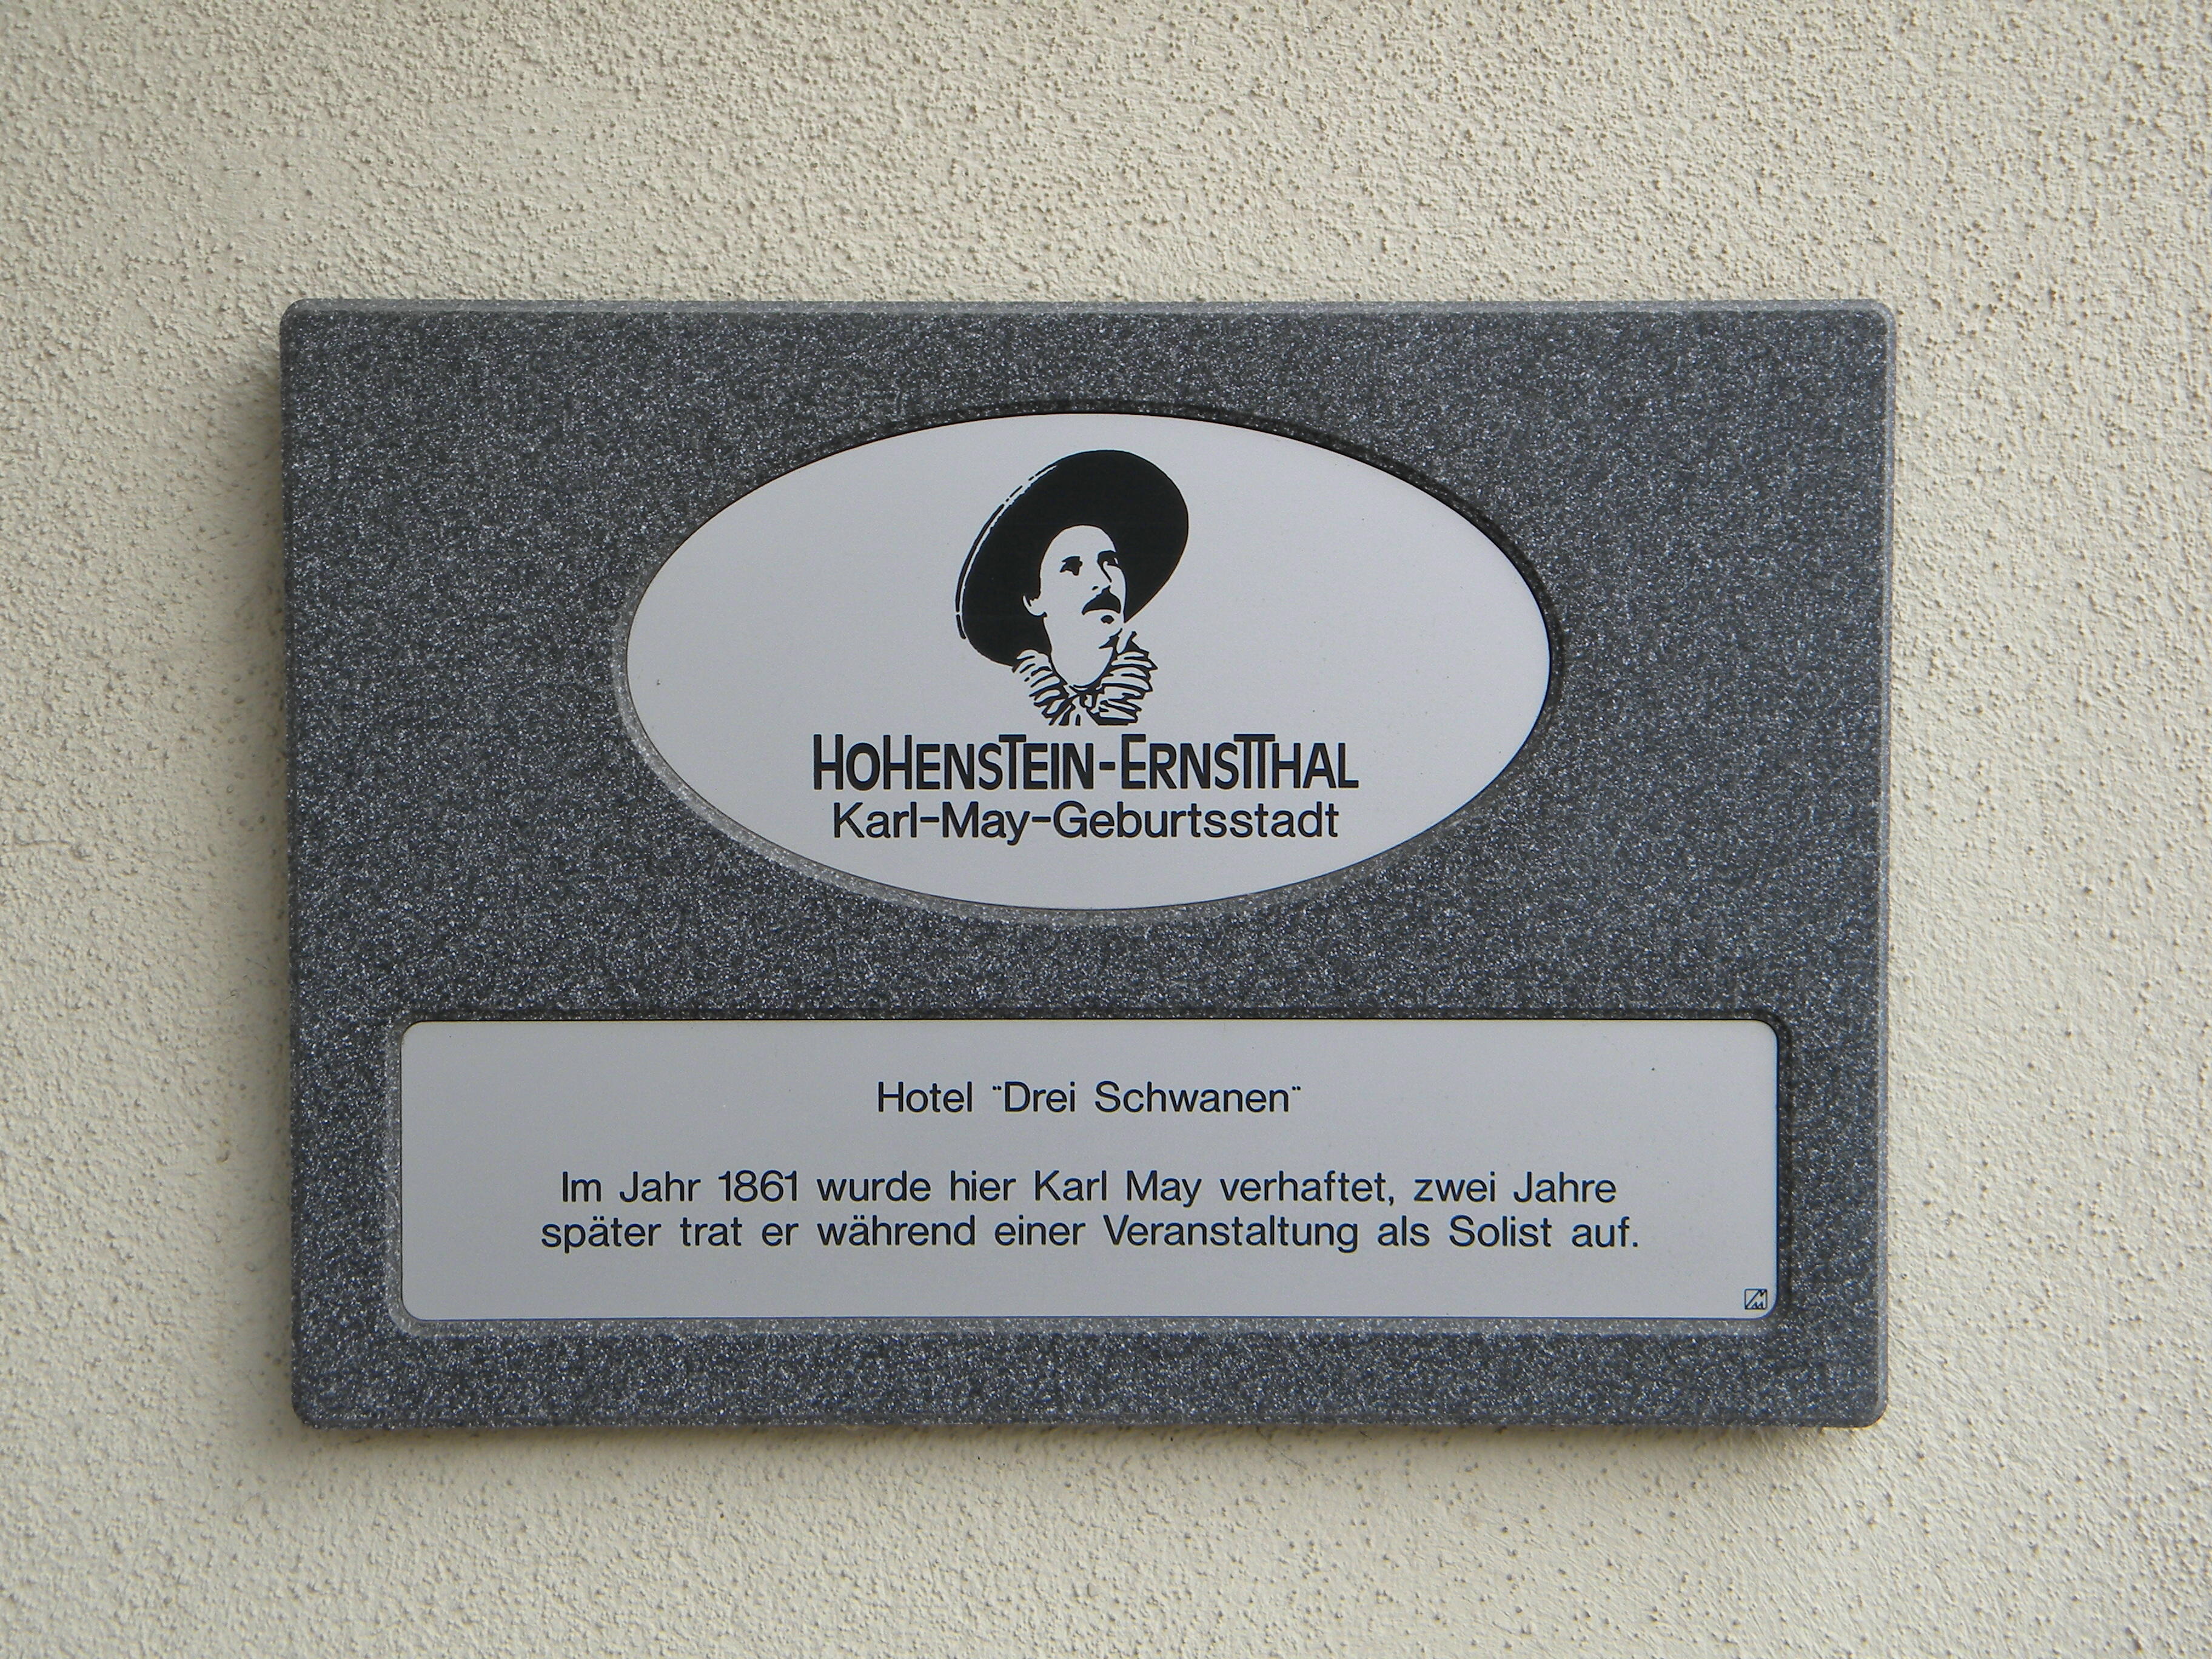 HOHENSTEIN-ERNSTTHAL
Karl-May-Geburtsstadt
Hotel "Drei Schwanen"
Im Jahr 1861 wurde hier Karl May verhaftet, zwei Jahre
später trat er während einer Veranstaltung als Solist auf.